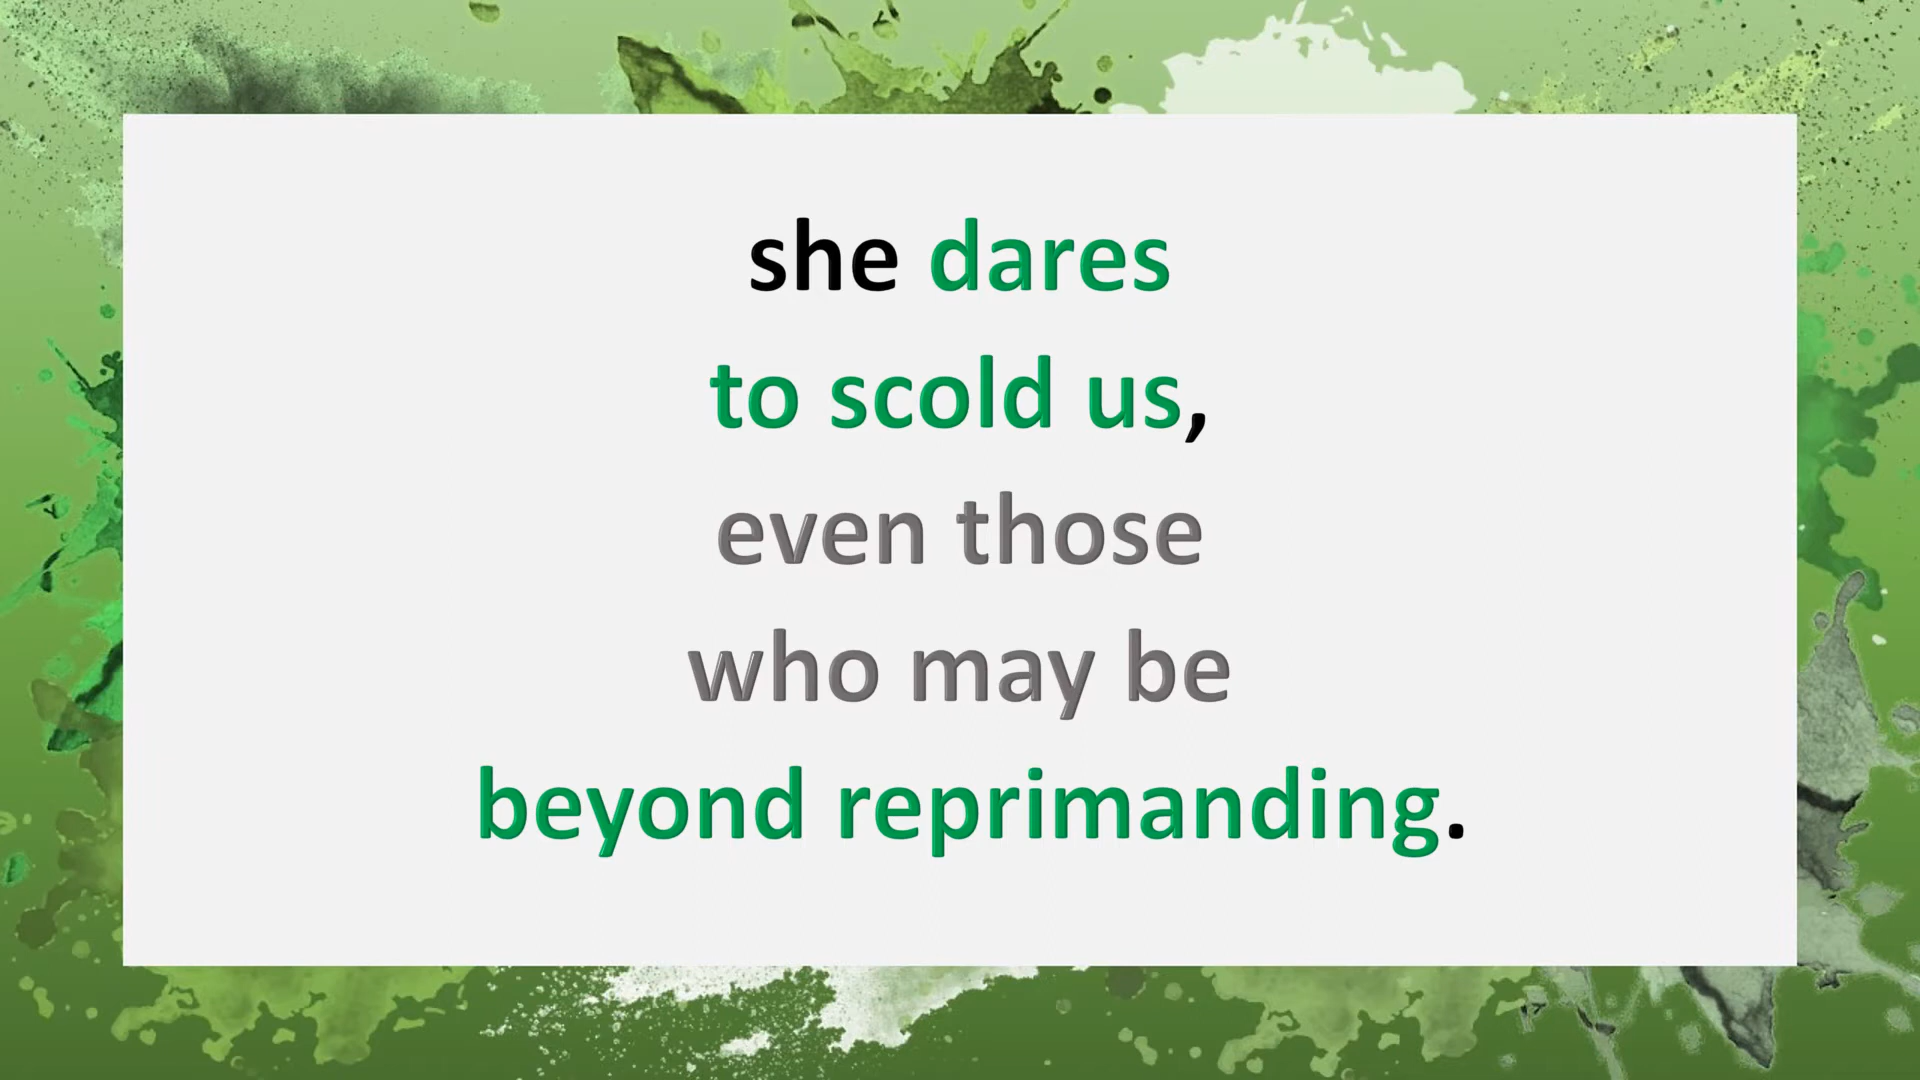 she dares
to scold us,
even those
who may be
beyond reprimanding.